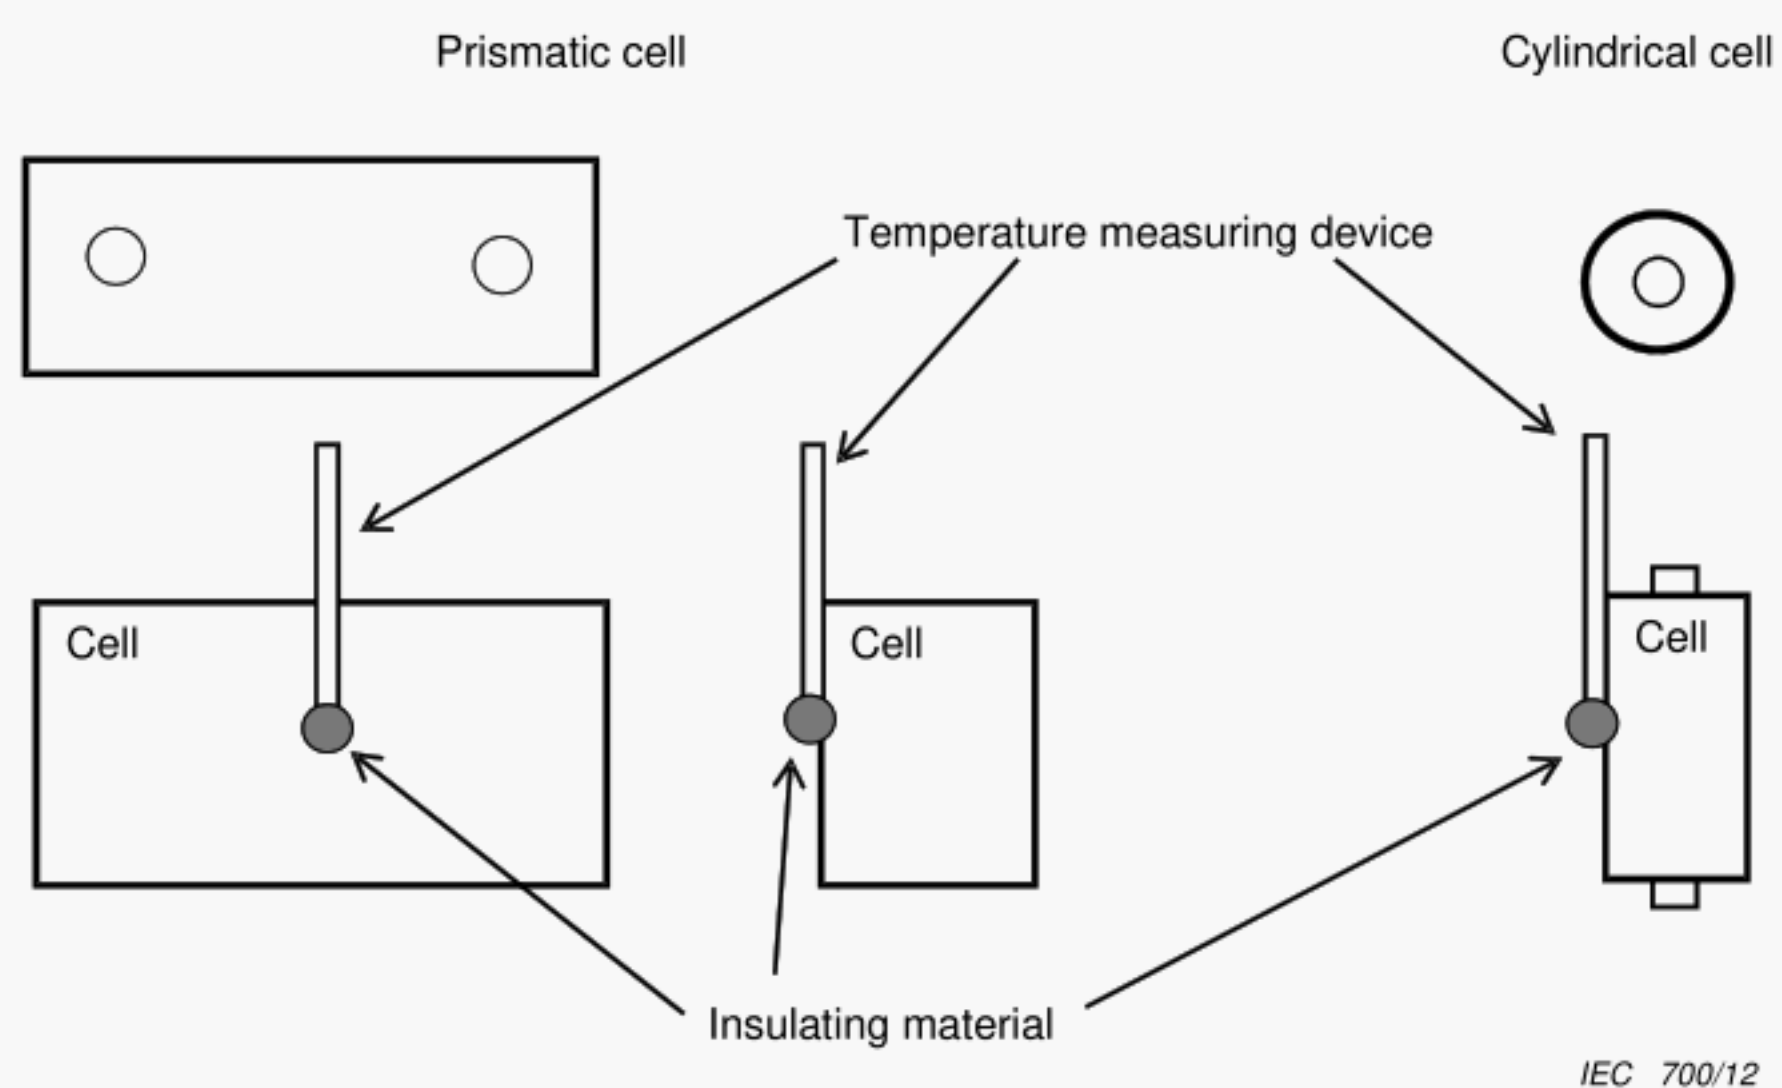 Prismatic cell
Cylindrical cell
Temperature measuring device
Cell
Cell
Cell
Insulating material
IEC 700/12